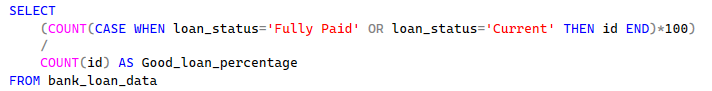 SELECT
    (COUNT(CASE WHEN loan_status='Fully Paid' OR loan_status='Current' THEN id END)*100)
    /
    COUNT(id) AS Good_loan_percentage
FROM bank_loan_data